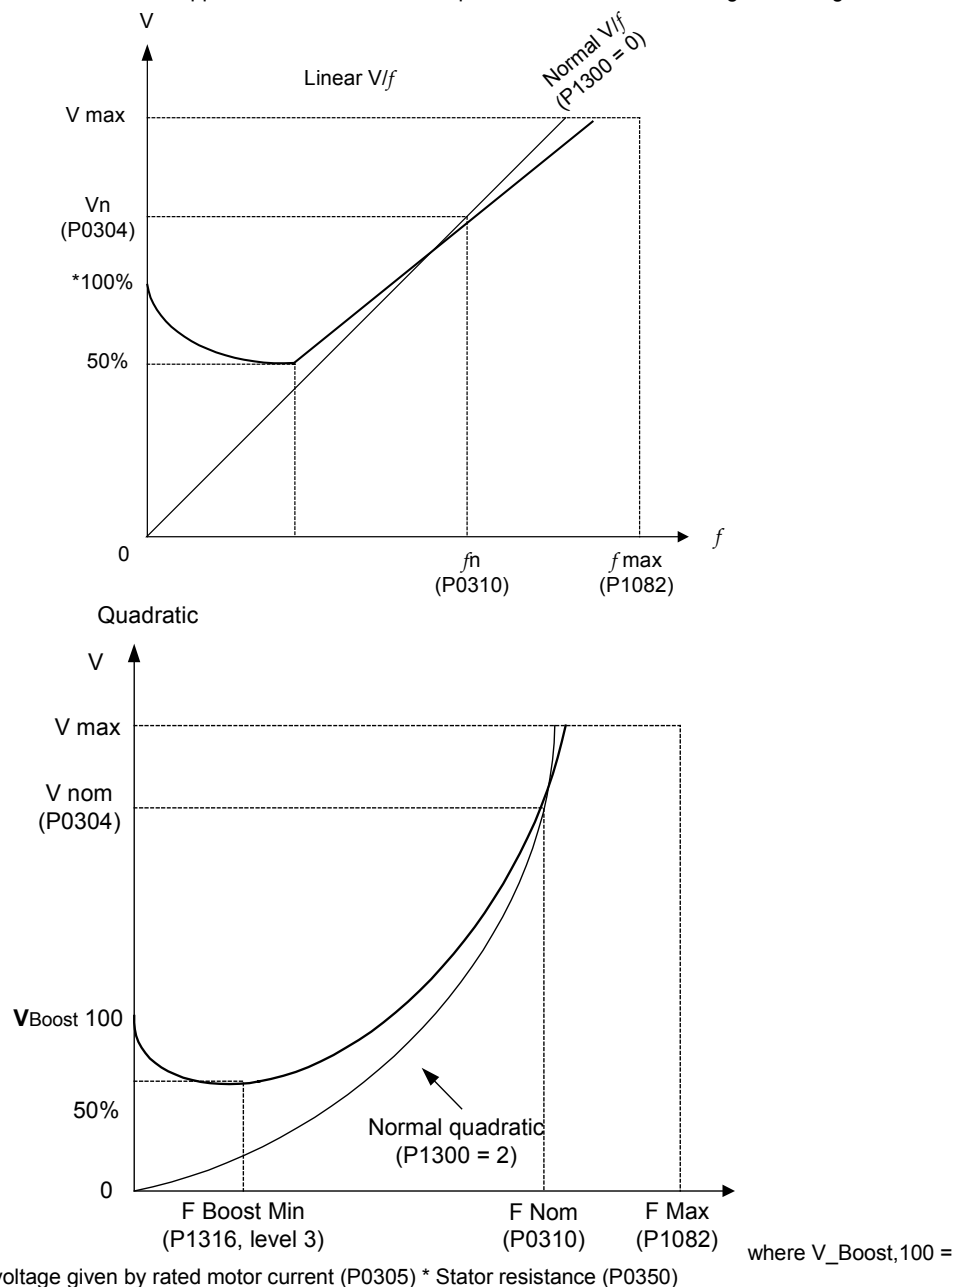 V
Linear V/f
Normal V/f
(P1300 = 0)
V max
Vn
(P0304)
*100%
50%
0
f
fn
(P0310)
f max
(P1082)
Quadratic
V
V max
V nom
(P0304)
VBoost 100
50%
Normal quadratic
(P1300 = 2)
0
F Boost Min
(P1316, level 3)
F Nom
(P0310)
F Max
(P1082)
where V_Boost,100 =
voltage given by rated motor current (P0305) * Stator resistance (P0350)